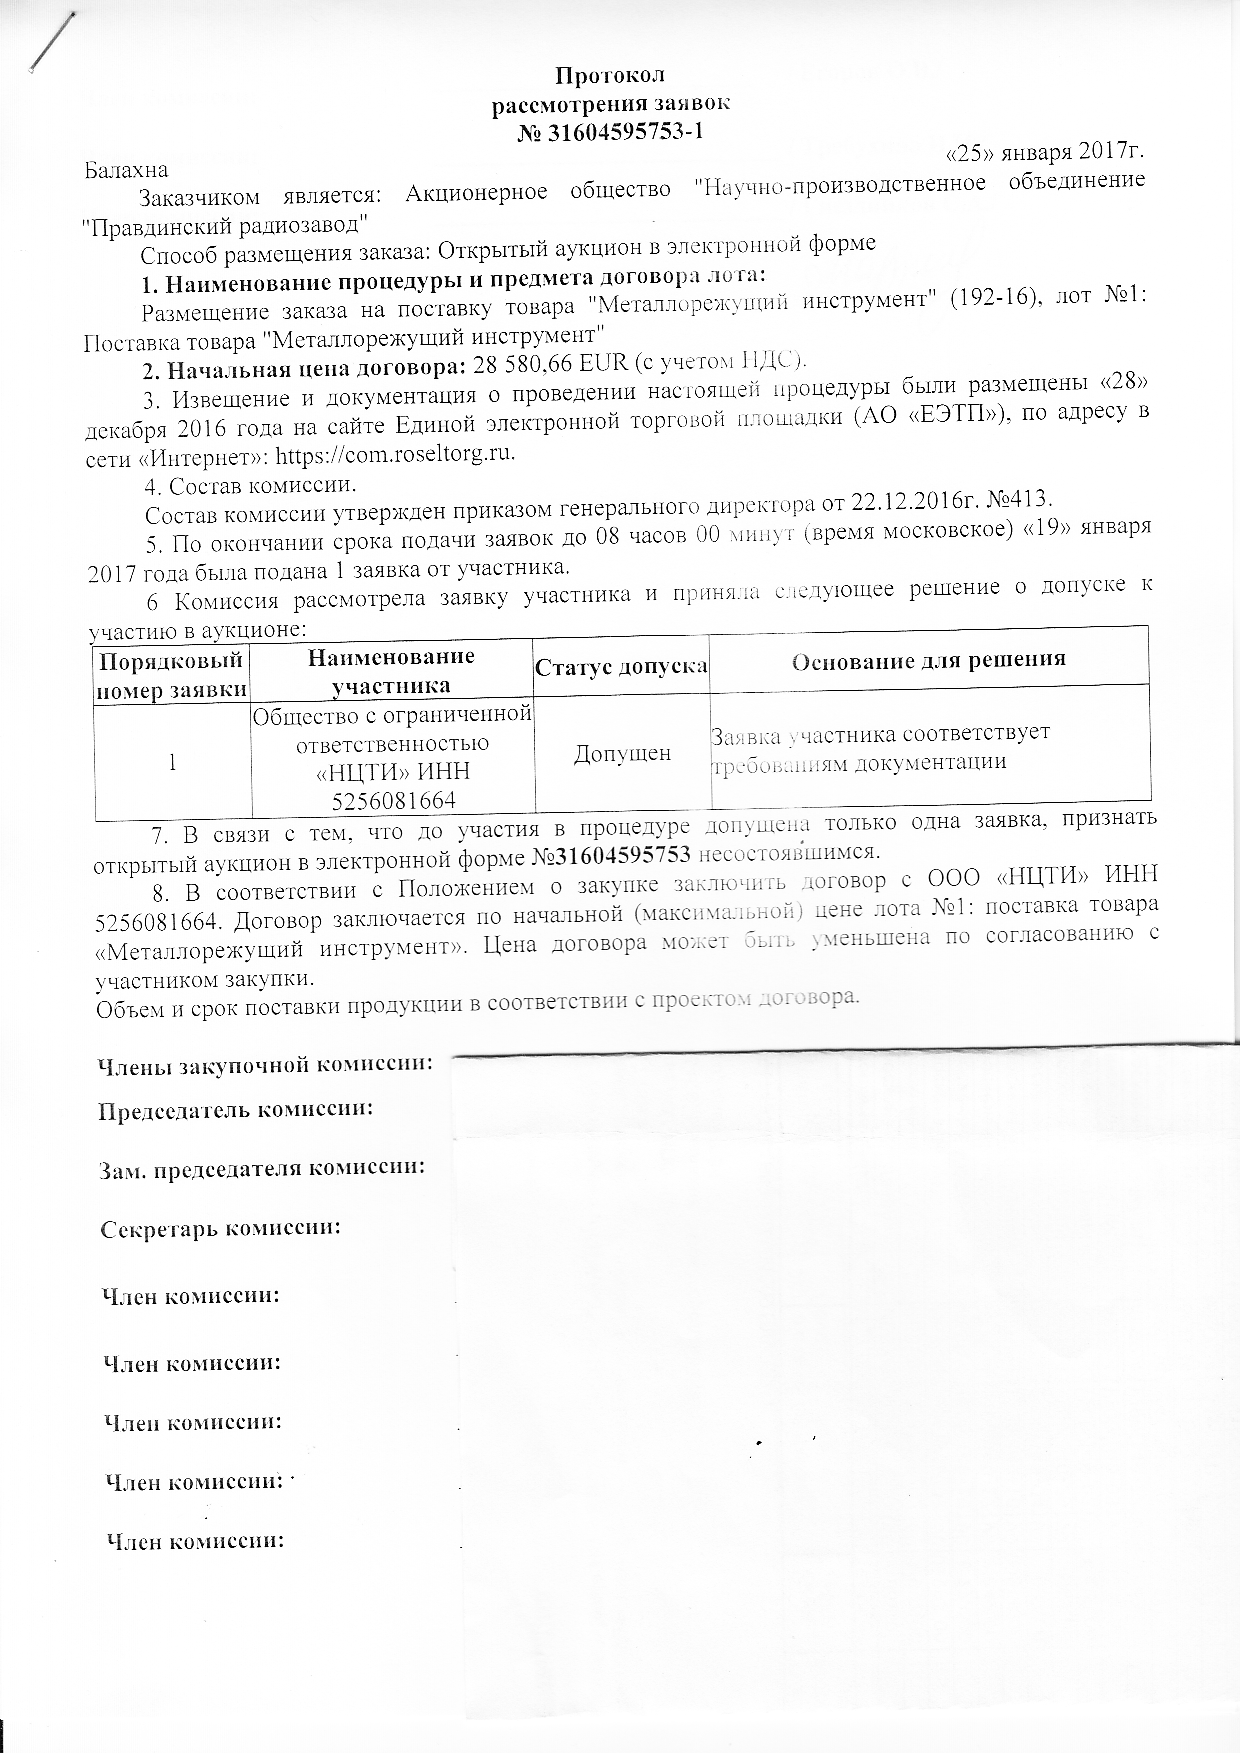 Протокол
рассмотрения заявок
№ 31604595753-1
«25» января 2017г.
Балахна
Заказчиком является: Акционерное общество "Научно-производственное объединение
"Правдинский радиозавод"
Способ размещения заказа: Открытый аукцион в электронной форме
1. Наименование процедуры и предмета договора лота:
Размещение заказа на поставку товара "Металлорежущий инструмент" (192-16), лот №1:
Поставка товара "Металлорежущий инструмент"
2. Начальная цена договора: 28 580,66 EUR (с учетом НДС).
3. Извещение и документация о проведении настоящей процедуры были размещены «28»
декабря 2016 года на сайте Единой электронной торговой площадки (АО «ЕЭТП»), по адресу в
сети «Интернет»: https://com.roseltorg.ru.
4. Состав комиссии.
Состав комиссии утвержден приказом генерального директора от 22.12.2016г. №413.
5. По окончании срока подачи заявок до 08 часов 00 минут (время московское) «19» января
2017 года была подана 1 заявка от участника.
6 Комиссия рассмотрела заявку участника и приняла следующее решение о допуске к
участию в аукционе:
Порядковый номер заявки
Наименование участника
Статус допуска
Основание для решения
1
Общество с ограниченной
ответственностью
«НЦТИ» ИНН
5256081664
Допущен
Заявка участника соответствует
требованиям документации
7. В связи с тем, что до участия в процедуре допущена только одна заявка, признать
открытый аукцион в электронной форме №31604595753 несостоявшимся.
8. В соответствии с Положением о закупке заключить договор с ООО «НЦТИ» ИНН
5256081664. Договор заключается по начальной (максимальной) цене лота №1: поставка товара
«Металлорежущий инструмент». Цена договора может быть уменьшена по согласованию с
участником закупки.
Объем и срок поставки продукции в соответствии с проектом договора.
Члены закупочной комиссии:
Председатель комиссии:
Зам. председателя комиссии:
Секретарь комиссии:
Член комиссии:
Член комиссии:
Член комиссии:
Член комиссии:
Член комиссии: